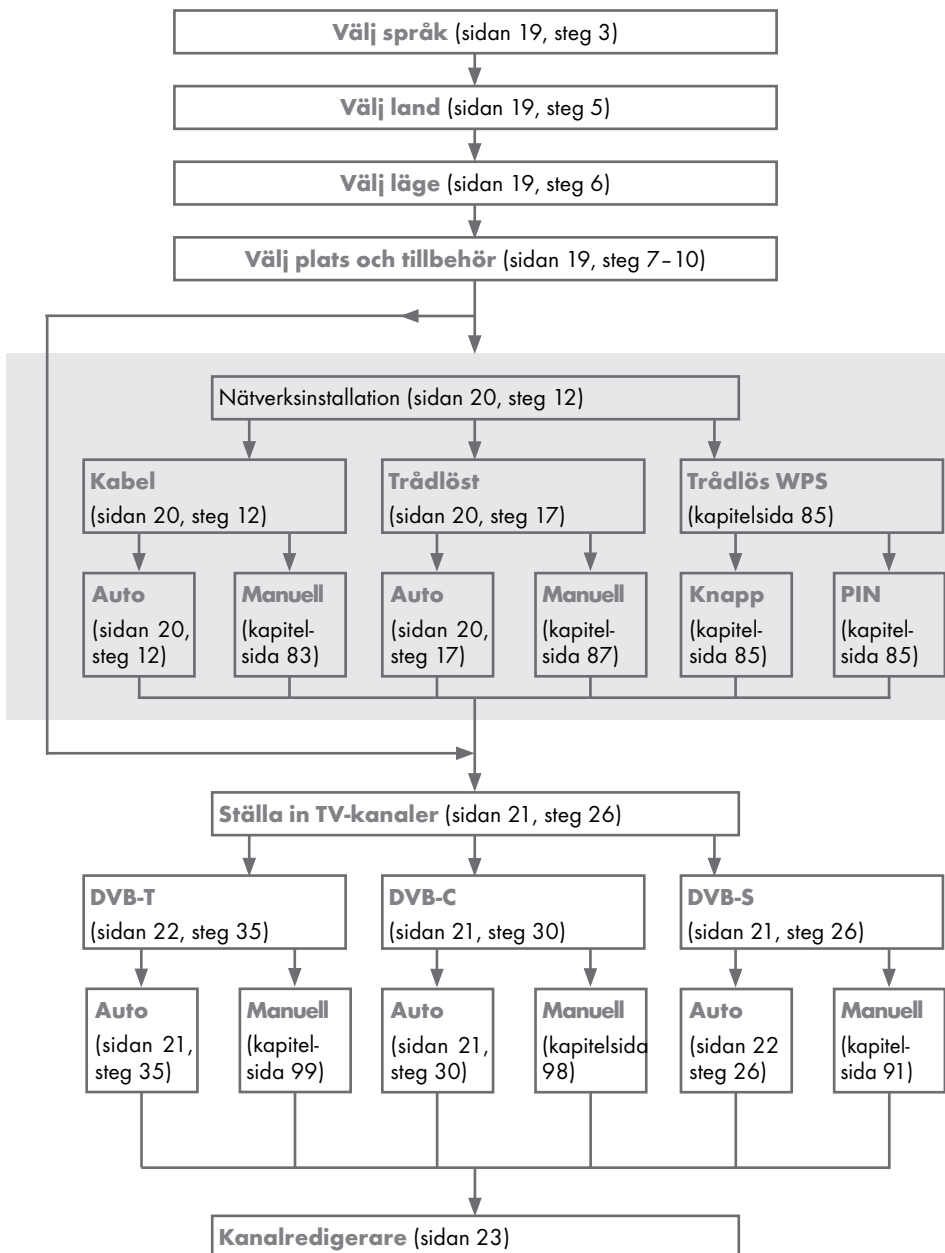 Välj språk (sidan 19, steg 3)
Välj land (sidan 19, steg 5)
Välj läge (sidan 19, steg 6)
Välj plats och tillbehör (sidan 19, steg 7–10)
Nätverksinstallation (sidan 20, steg 12)
Kabel
(sidan 20, steg 12)
Trådlöst
(sidan 20, steg 17)
Trådlös WPS
(kapitelsida 85)
Auto
(sidan 20,
steg 12)
Manuell
(kapitel-
sida 83)
Auto
(sidan 20,
steg 17)
Manuell
(kapitel-
sida 87)
Knapp
(kapitel-
sida 85)
PIN
(kapitel-
sida 85)
Ställa in TV-kanaler (sidan 21, steg 26)
DVB-T
(sidan 22, steg 35)
DVB-C
(sidan 21, steg 30)
DVB-S
(sidan 21, steg 26)
Auto
(sidan 21,
steg 35)
Manuell
(kapitel-
sida 99)
Auto
(sidan 21,
steg 30)
Manuell
(kapitelsida
98)
Auto
(sidan 22
steg 26)
Manuell
(kapitel-
sida 91)
Kanalredigerare (sidan 23)